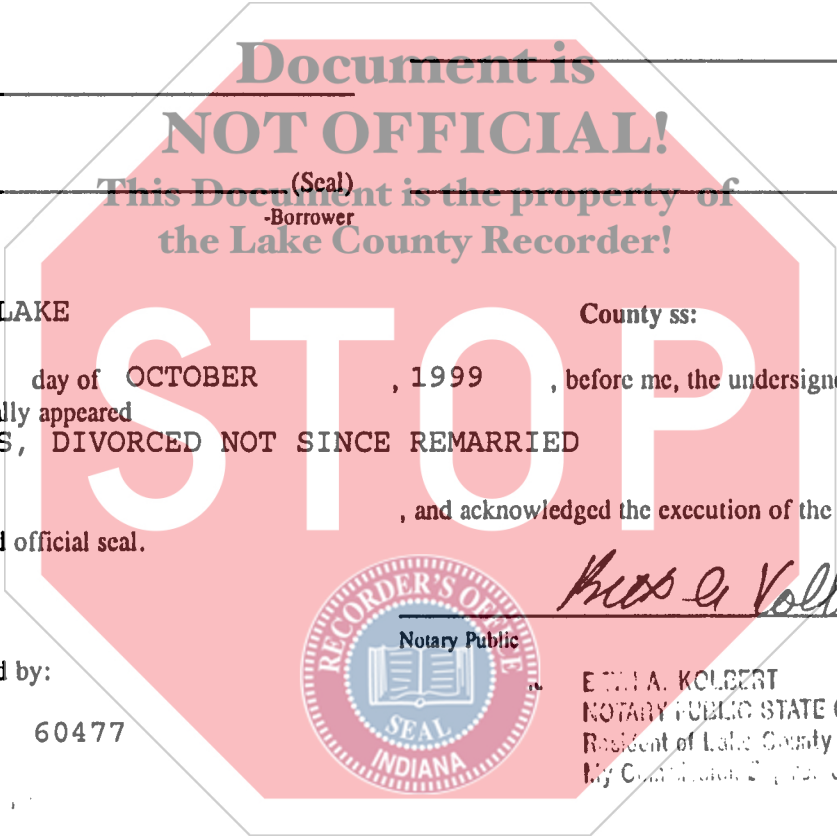 Document is
NOT OFFICIAL!
(Seal)
This Document is the property of
-Borrower
the Lake County Recorder!
LAKE County ss:
STOP
day of OCTOBER , 1999 , before me, the undersign
lly appeared
S, DIVORCED NOT SINCE REMARRIED
, and acknowledged the execution of the
official seal.
RECORDER'S OFFICE
SEAL
INDIANA
Notary Public
by:
A. KOLBERT
NOTARY PUBLIC STATE
60477
Resident of Lake County
My